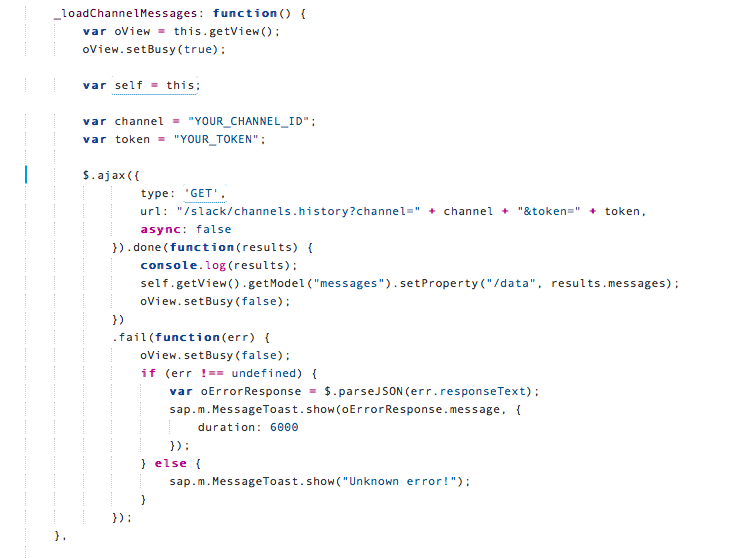 _loadChannelMessages: function() {
var oView = this.getView();
oView.setBusy(true);
var self = this;
var channel = "YOUR_CHANNEL_ID";
var token = "YOUR_TOKEN";
$.ajax({
type: 'GET',
url: "/slack/channels.history?channel=" + channel + "&token=" + token,
async: false
}).done(function(results) {
console.log(results);
self.getView().getModel("messages").setProperty("/data", results.messages);
oView.setBusy(false);
})
.fail(function(err) {
oView.setBusy(false);
if (err !== undefined) {
var oErrorResponse = $.parseJSON(err.responseText);
sap.m.MessageToast.show(oErrorResponse.message, {
duration: 6000
});
} else {
sap.m.MessageToast.show("Unknown error!");
}
});
},